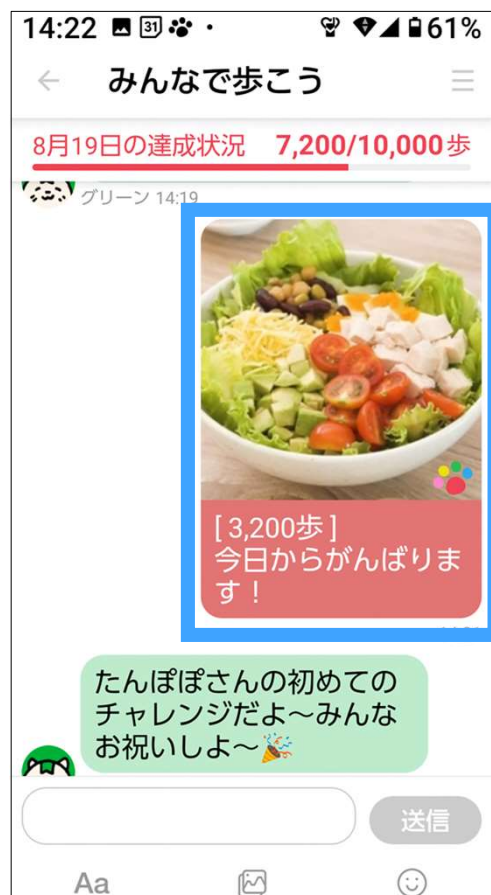 14:22 31 61%
みんなで歩こう
8月19日の達成状況 7,200/10,000歩
グリーン 14:19
[ 3,200歩 ]
今日からがんばりま
す！
たんぽぽさんの初めての
チャレンジだよ～みんな
お祝いしよ～🎉
送信
Aa